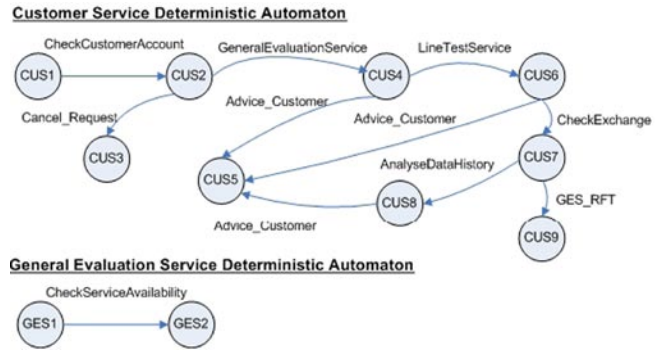 Customer Service Deterministic Automaton
CheckCustomerAccount
GeneralEvaluationService
LineTestService
CUS1
CUS2
CUS4
CUS6
Cancel_Request
Advice_Customer
Advice_Customer
CheckExchange
CUS3
AnalyseDataHistory
CUS7
CUS5
CUS8
GES_RFT
Advice_Customer
CUS9
General Evaluation Service Deterministic Automaton
CheckServiceAvailability
GES1
GES2